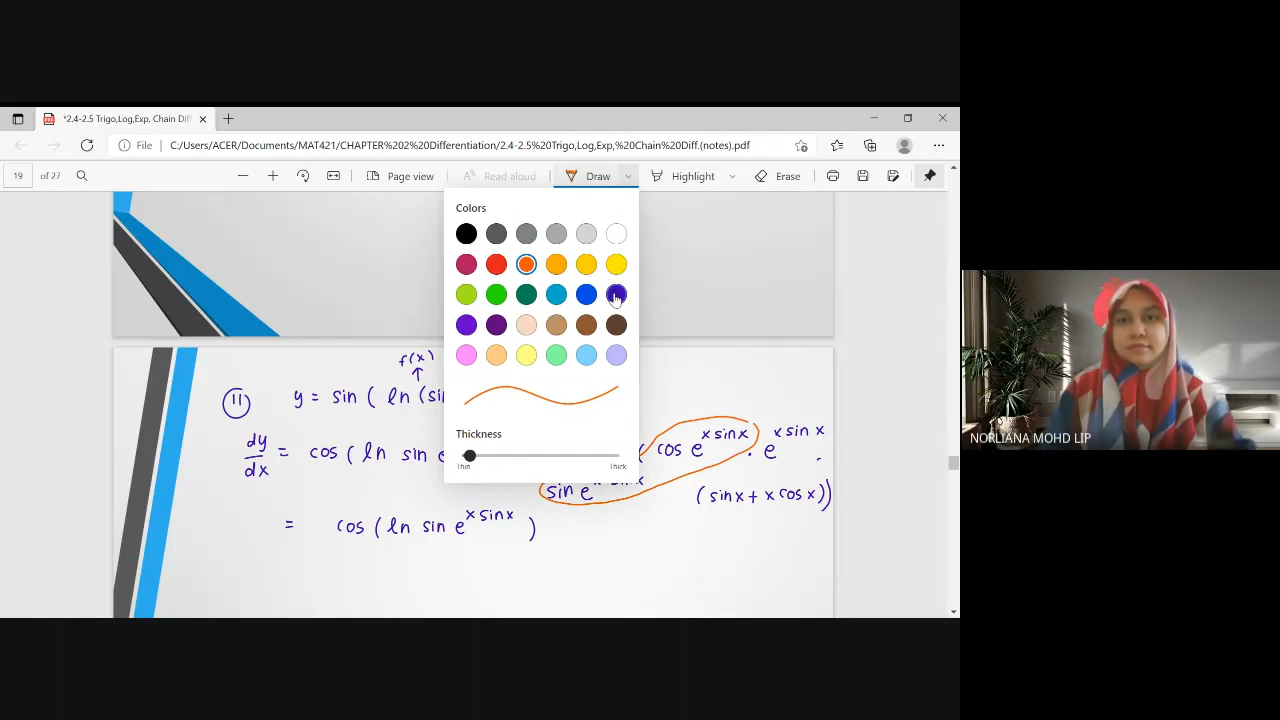 *2.4-2.5 Trigo,Log,Exp, Chain Diff
File C:/Users/ACER/Documents/MAT421/CHAPTER%202%20Differentiation/2.4-2.5%20Trigo,Log,Exp,%20Chain%20Diff.(notes).pdf
19 of 27 Page view Read aloud Draw Highlight Erase
Colors
Thickness
Thin Thick
f(x)
↑
11 y = sin ( ln (sin
dy/dx = cos ( ln sin e ( cos e^(x sin x) . e^(x sin x) .
sin e (sin x + x cos x))
= cos ( ln sin e^(x sin x) )
NORLIANA MOHD LIP